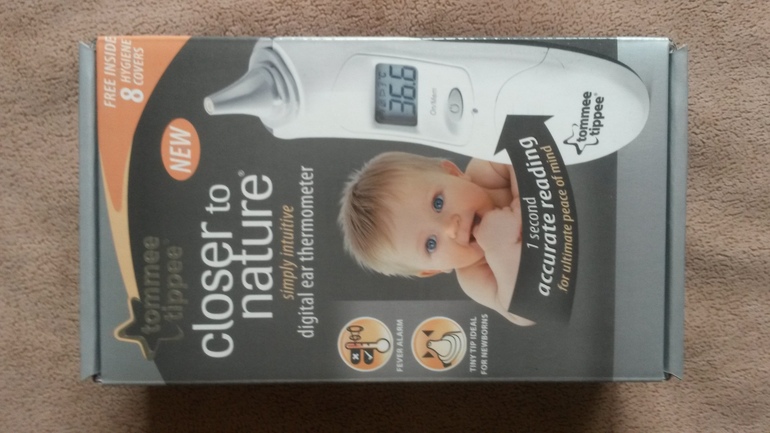 FREE INSIDE
8 HYGIENE
COVERS
36.6
On/Mem
tommee
tippee®
NEW
tommee
tippee®
closer to
nature®
simply intuitive
digital ear thermometer
1 second
accurate reading
for ultimate peace of mind
FEVER ALARM
TINY TIP IDEAL
FOR NEWBORNS